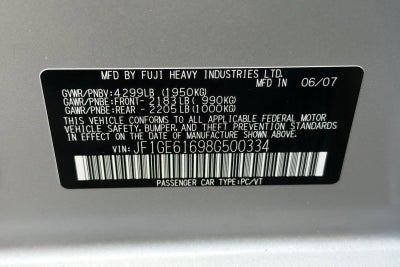 MFD BY FUJI HEAVY INDUSTRIES LTD.
MFD IN 06/07
GVWR/PNBV: 4299LB (1950KG)
GAWR/PNBE: FRONT- 2183LB ( 990KG)
GAWR/PNBE: REAR - 2205LB (1000KG)
THIS VEHICLE CONFORMS TO ALL APPLICABLE FEDERAL MOTOR
VEHICLE SAFETY, BUMPER, AND THEFT PREVENTION STANDARDS
IN EFFECT ON THE DATE OF MANUFACTURE SHOWN ABOVE.
VIN: JF1GE61698G500334
PASSENGER CAR TYPE:PC/VT